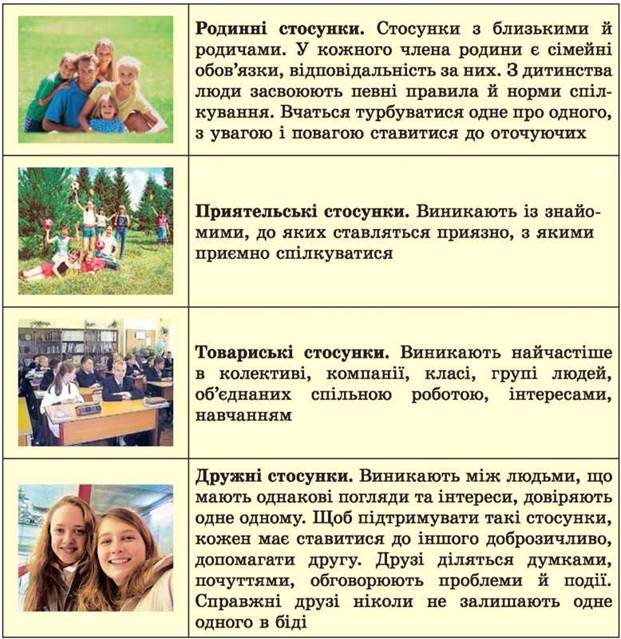 Родинні стосунки. Стосунки з близькими й
родичами. У кожного члена родини є сімейні
обов’язки, відповідальність за них. З дитинства
люди засвоюють певні правила й норми спіл-
кування. Вчаться турбуватися одне про одного,
з увагою і повагою ставитися до оточуючих
Приятельські стосунки. Виникають із знайо-
мими, до яких ставляться приязно, з якими
приємно спілкуватися
Товариські стосунки. Виникають найчастіше
в колективі, компанії, класі, групі людей,
об’єднаних спільною роботою, інтересами,
навчанням
Дружні стосунки. Виникають між людьми, що
мають однакові погляди та інтереси, довіряють
одне одному. Щоб підтримувати такі стосунки,
кожен має ставитися до іншого доброзичливо,
допомагати другу. Друзі діляться думками,
почуттями, обговорюють проблеми й події.
Справжні друзі ніколи не залишають одне
одного в біді